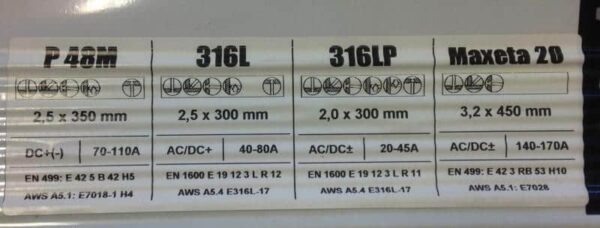 P 48M
2,5 x 350 mm
DC+(-) 70-110A
EN 499: E 42 5 B 42 H5
AWS A5.1: E7018-1 H4
316L
2,5 x 300 mm
AC/DC+ 40-80A
EN 1600 E 19 12 3 L R 12
AWS A5.4 E316L-17
316LP
2,0 x 300 mm
AC/DC± 20-45A
EN 1600 E 19 12 3 L R 11
AWS A5.4 E316L-17
Maxeta 20
3,2 x 450 mm
AC/DC± 140-170A
EN 499: E 42 3 RB 53 H10
AWS A5.1: E7028